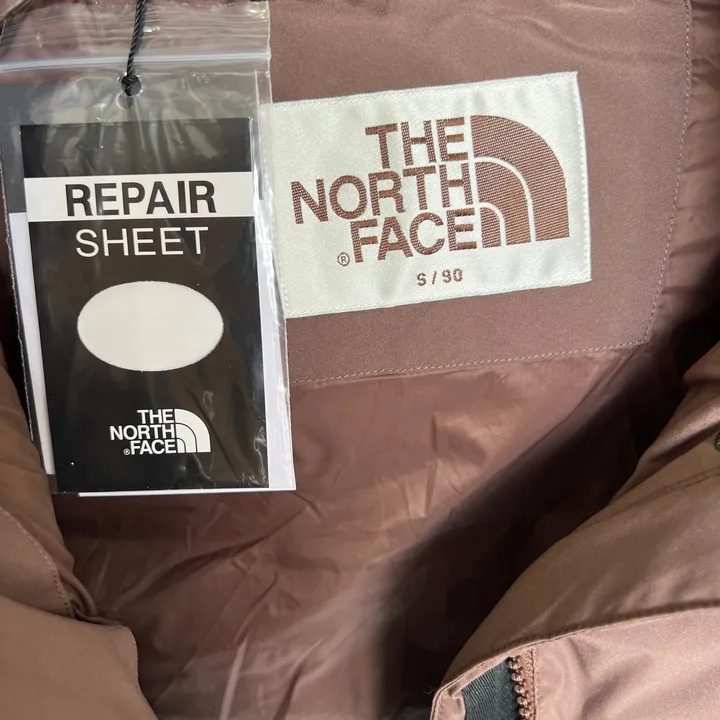 REPAIR
SHEET
THE
NORTH
®FACE
THE
NORTH
®FACE
S / 90